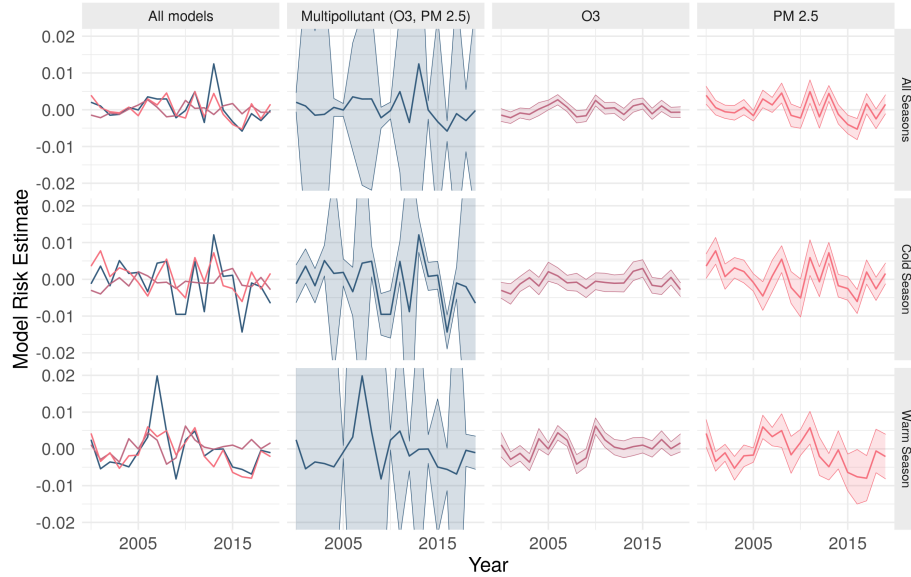 All models
Multipollutant (O3, PM 2.5)
O3
PM 2.5
0.02
0.01
0.00
-0.01
-0.02
All Seasons
0.02
0.01
0.00
-0.01
-0.02
Cold Season
0.02
0.01
0.00
-0.01
-0.02
Warm Season
Model Risk Estimate
2005
2015
2005
2015
2005
2015
2005
2015
Year